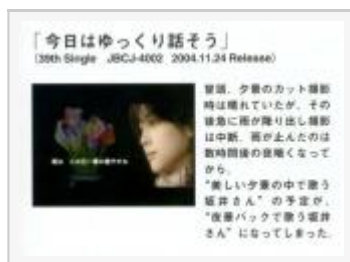 「今日はゆっくり話そう」
(39th Single JBCJ-4002 2004.11.24 Release)
冒頭、夕景のカット撮影
時は晴れていたが、その
後急に雨が降り出し撮影
は中断。雨が止んだのは
数時間後の夜暗くなって
から。
“美しい夕景の中で歌う
坂井さん”の予定が、
“夜景バックで歌う坂井
さん”になってしまった。